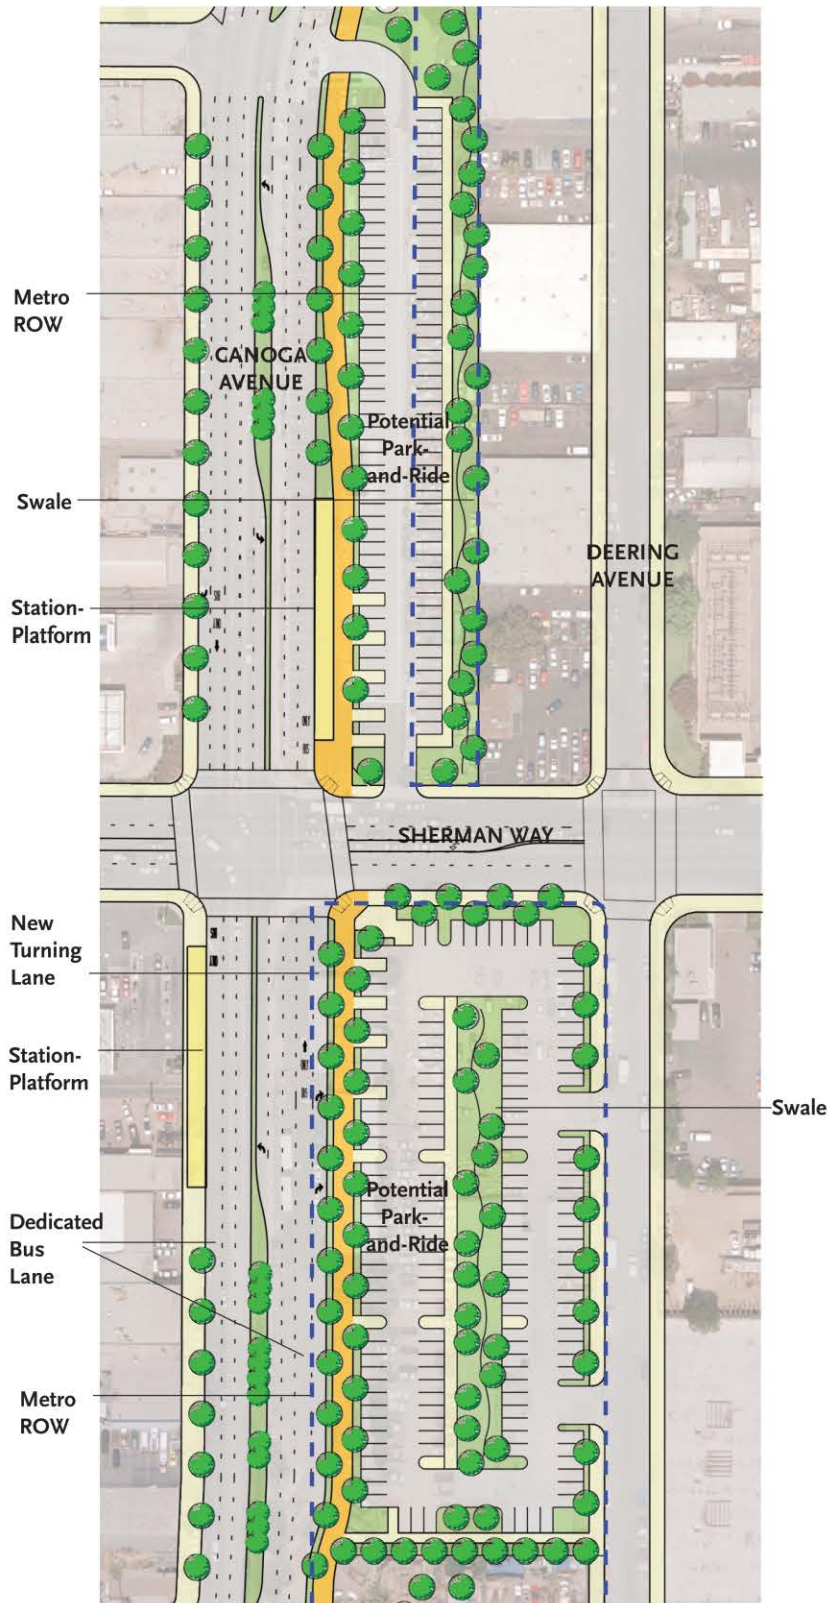 Metro
ROW
CANOGA
AVENUE
Potential
Park-
and-Ride
Swale
DEERING
AVENUE
Station-
Platform
SHERMAN WAY
New
Turning
Lane
Station-
Platform
Swale
Potential
Park-
and-Ride
Dedicated
Bus
Lane
Metro
ROW